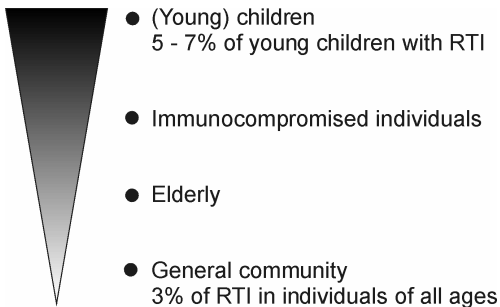 ● (Young) children
5 - 7% of young children with RTI
● Immunocompromised individuals
● Elderly
● General community
3% of RTI in individuals of all ages